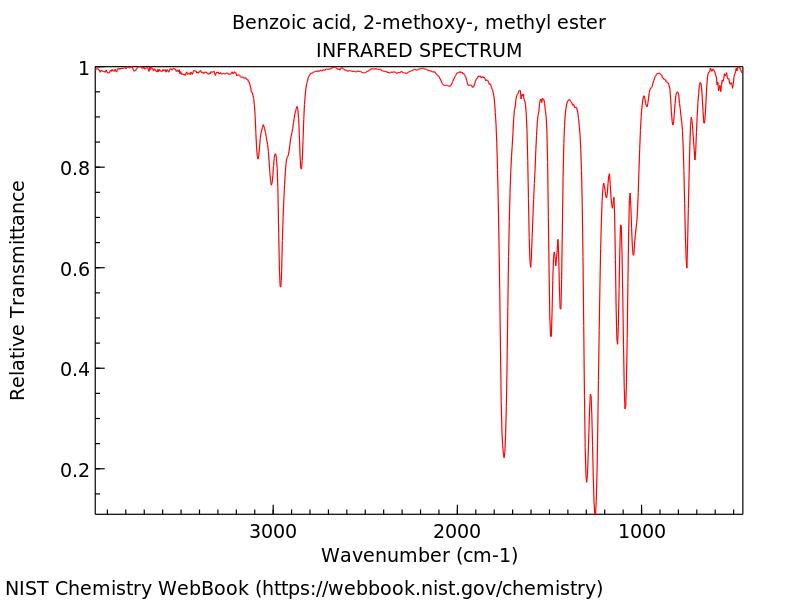 Benzoic acid, 2-methoxy-, methyl ester
INFRARED SPECTRUM
1
0.8
0.6
0.4
0.2
Relative Transmittance
3000 2000 1000
Wavenumber (cm-1)
NIST Chemistry WebBook (https://webbook.nist.gov/chemistry)